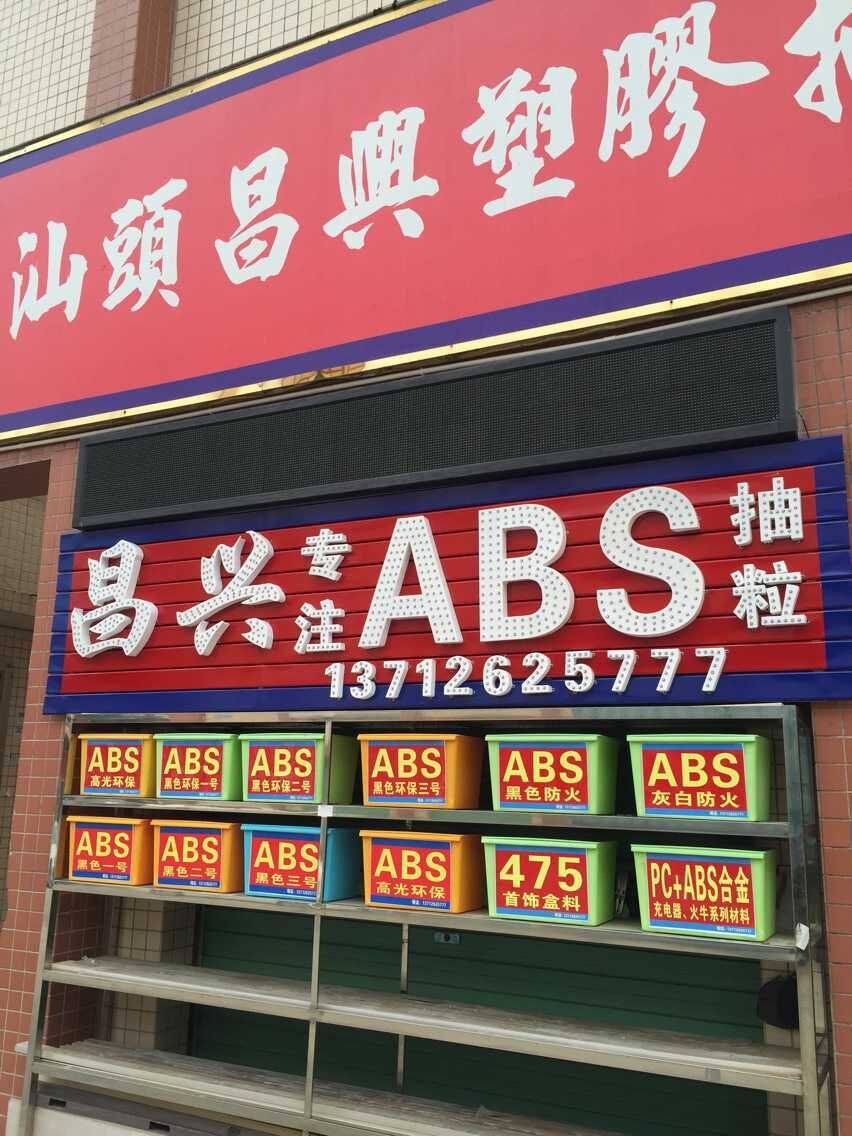 汕頭昌興塑膠
昌兴专注ABS抽粒
13712625777
ABS
高光环保
ABS
黑色环保一号
ABS
黑色环保二号
ABS
黑色环保三号
ABS
黑色防火
ABS
灰白防火
ABS
黑色一号
ABS
黑色二号
ABS
黑色三号
ABS
高光环保
475
首饰盒料
PC+ABS合金
充电器、火牛系列材料